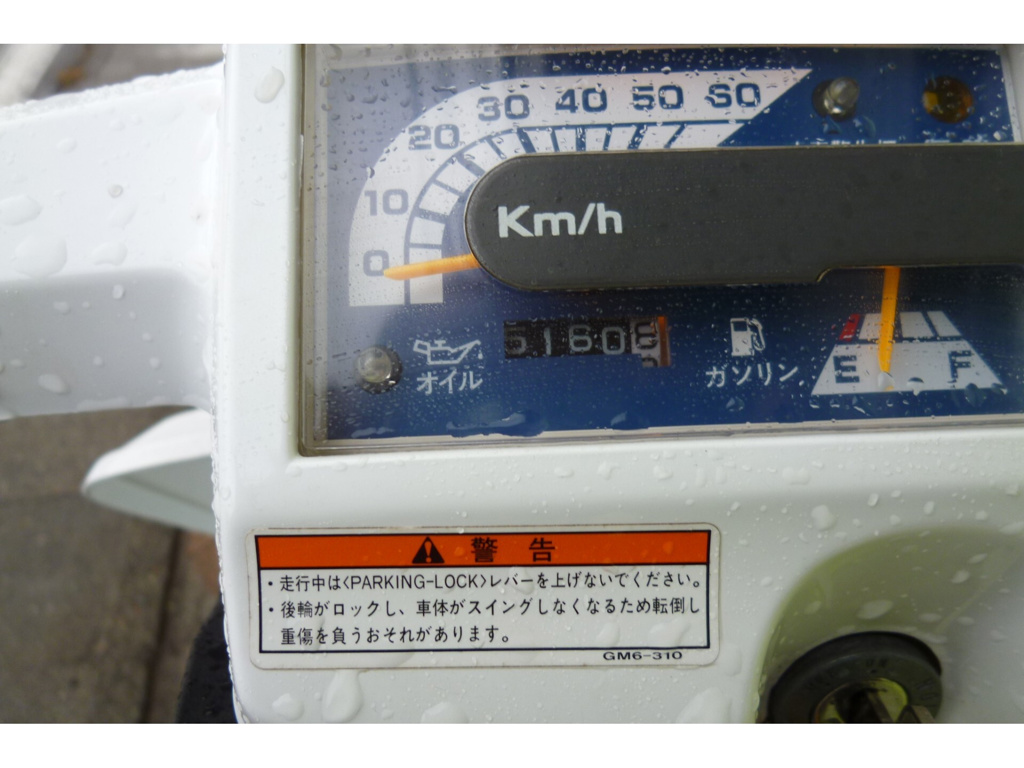 0 10 20 30 40 50 60
Km/h
オイル
ガソリン
E F
警告
・走行中は〈PARKING-LOCK〉レバーを上げないでください。
・後輪がロックし、車体がスイングしなくなるため転倒し
重傷を負うおそれがあります。
GM6-310